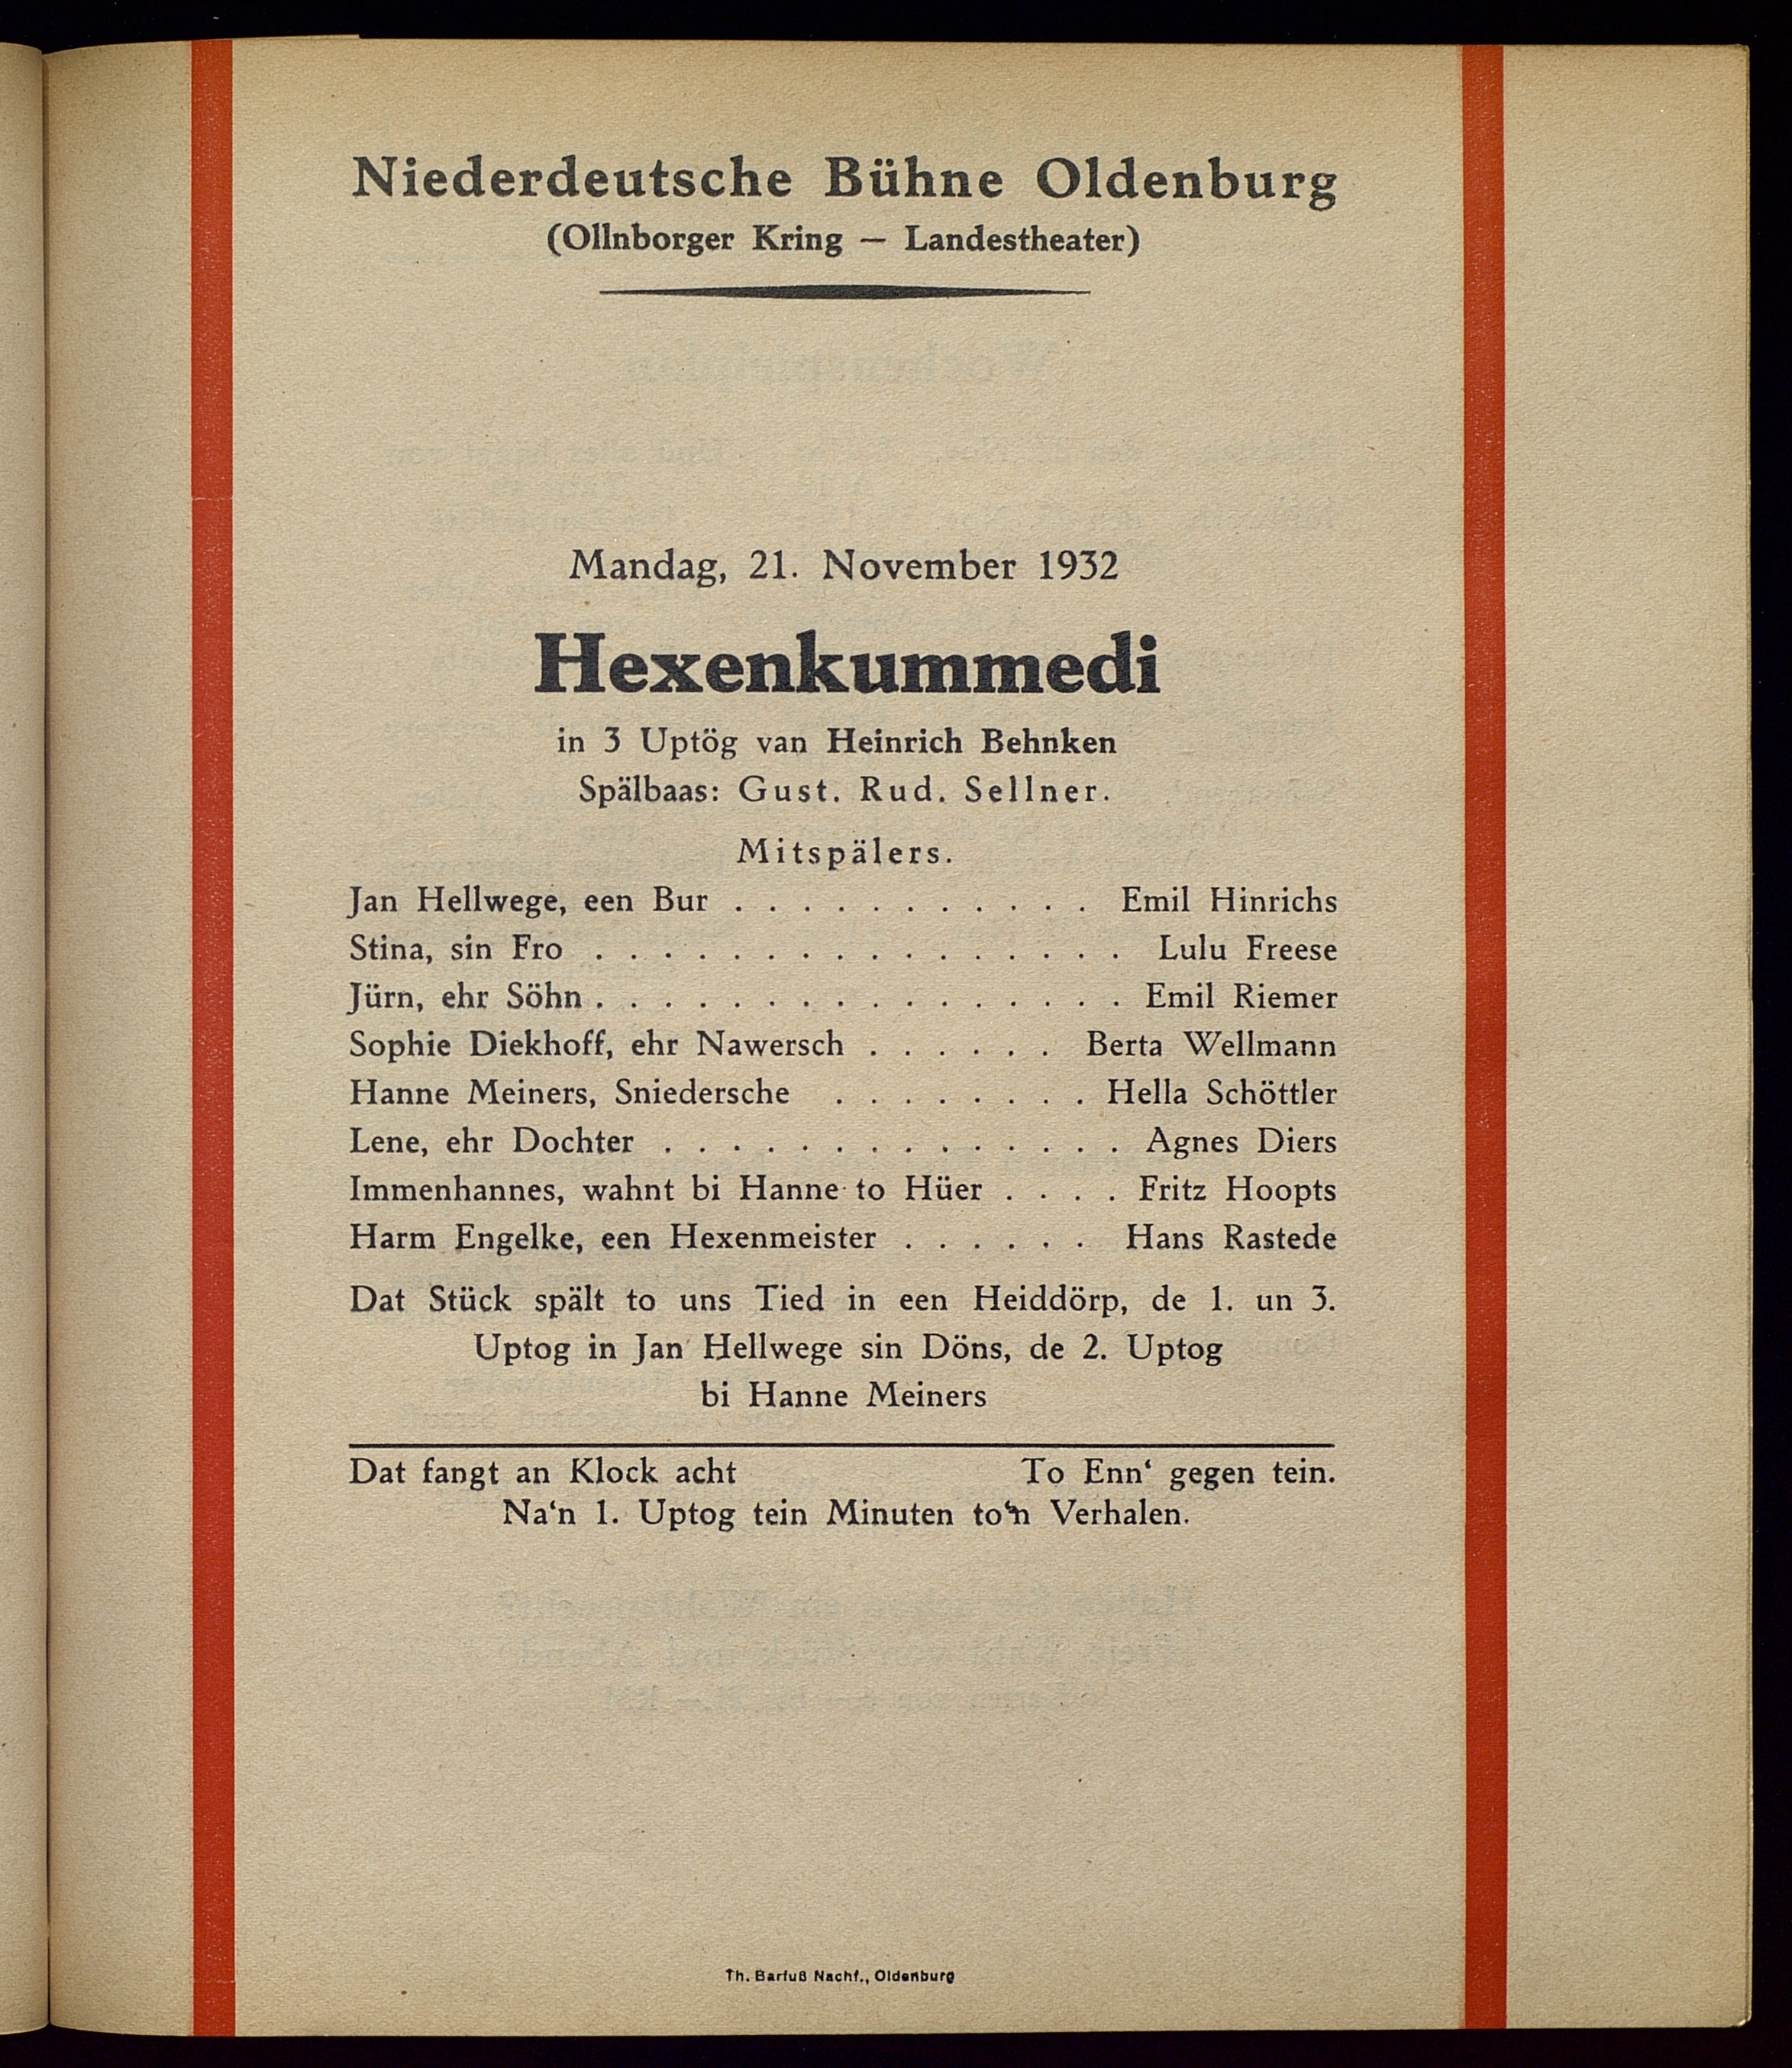 Niederdeutsche Bühne Oldenburg
(Ollnborger Kring — Landestheater)
Mandag, 21. November 1932
Hexenkummedi
in 3 Uptög van Heinrich Behnken
Spälbaas: Gust. Rud. Sellner.
Mitspälers.
Jan Hellwege, een Bur . . . . . . . . . . . Emil Hinrichs
Stina, sin Fro . . . . . . . . . . . . . . . . Lulu Freese
Jürn, ehr Söhn . . . . . . . . . . . . . . . . Emil Riemer
Sophie Diekhoff, ehr Nawersch . . . . . . Berta Wellmann
Hanne Meiners, Sniedersche . . . . . . . . Hella Schöttler
Lene, ehr Dochter . . . . . . . . . . . . . . Agnes Diers
Immenhannes, wahnt bi Hanne to Hüer . . . . Fritz Hoopts
Harm Engelke, een Hexenmeister . . . . . . Hans Rastede
Dat Stück spält to uns Tied in een Heiddörp, de 1. un 3.
Uptog in Jan Hellwege sin Döns, de 2. Uptog
bi Hanne Meiners
Dat fangt an Klock acht To Enn‘ gegen tein.
Na‘n 1. Uptog tein Minuten to‘n Verhalen.
Th. Barfuß Nachf., Oldenburg